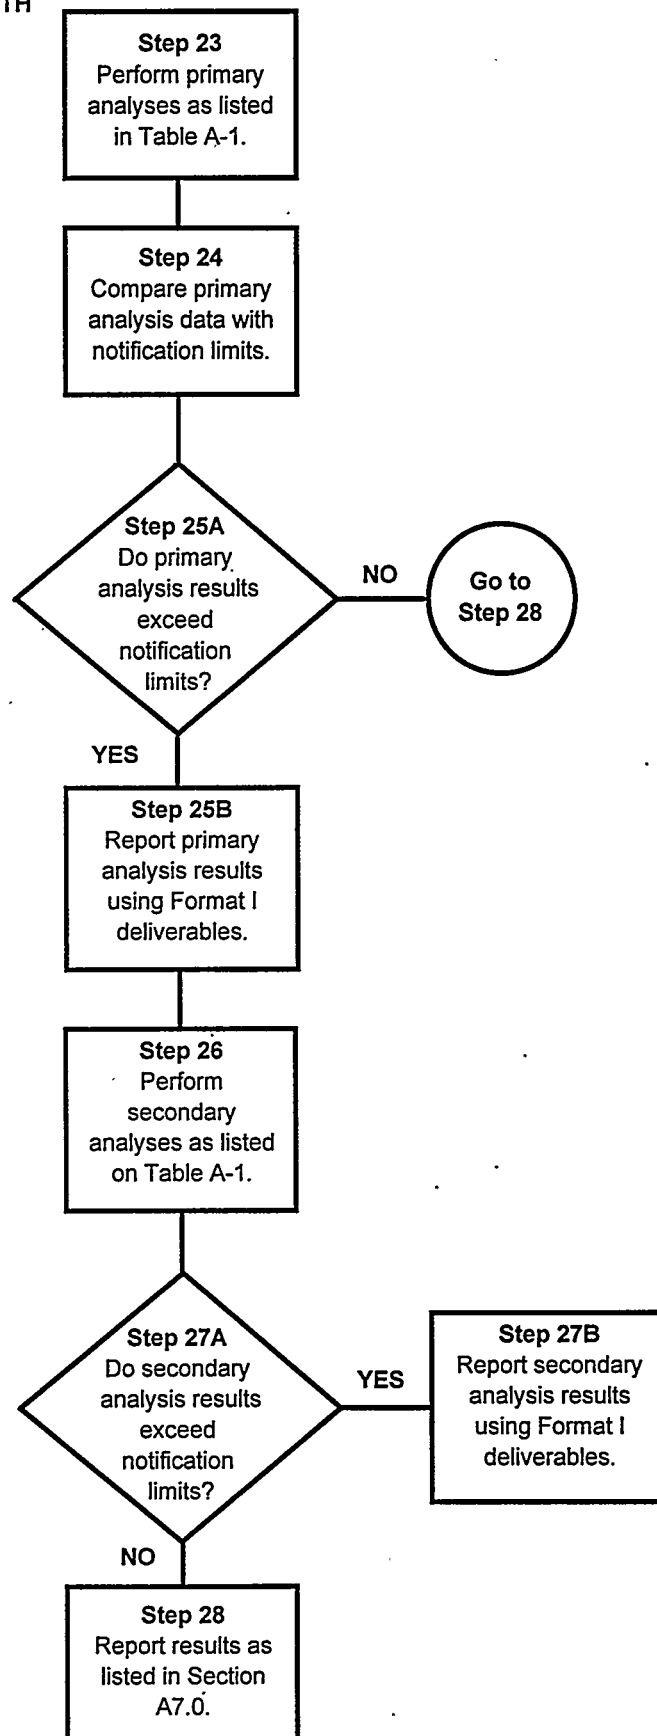 Step 23
Perform primary
analyses as listed
in Table A-1.
Step 24
Compare primary
analysis data with
notification limits.
Step 25A
Do primary
analysis results
exceed
notification
limits?
NO
Go to
Step 28
YES
Step 25B
Report primary
analysis results
using Format I
deliverables.
Step 26
Perform
secondary
analyses as listed
on Table A-1.
Step 27A
Do secondary
analysis results
exceed
notification
limits?
YES
Step 27B
Report secondary
analysis results
using Format I
deliverables.
NO
Step 28
Report results as
listed in Section
A7.0.